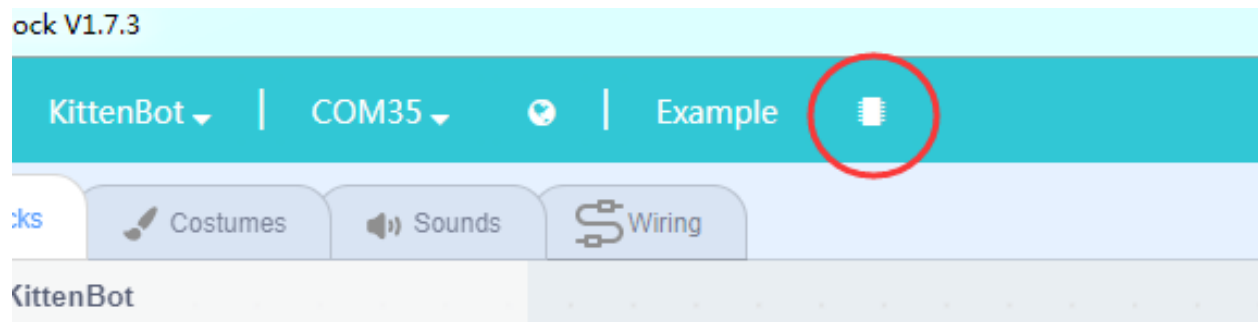 ock V1.7.3
KittenBot | COM35 | Example
cks Costumes Sounds Wiring
KittenBot